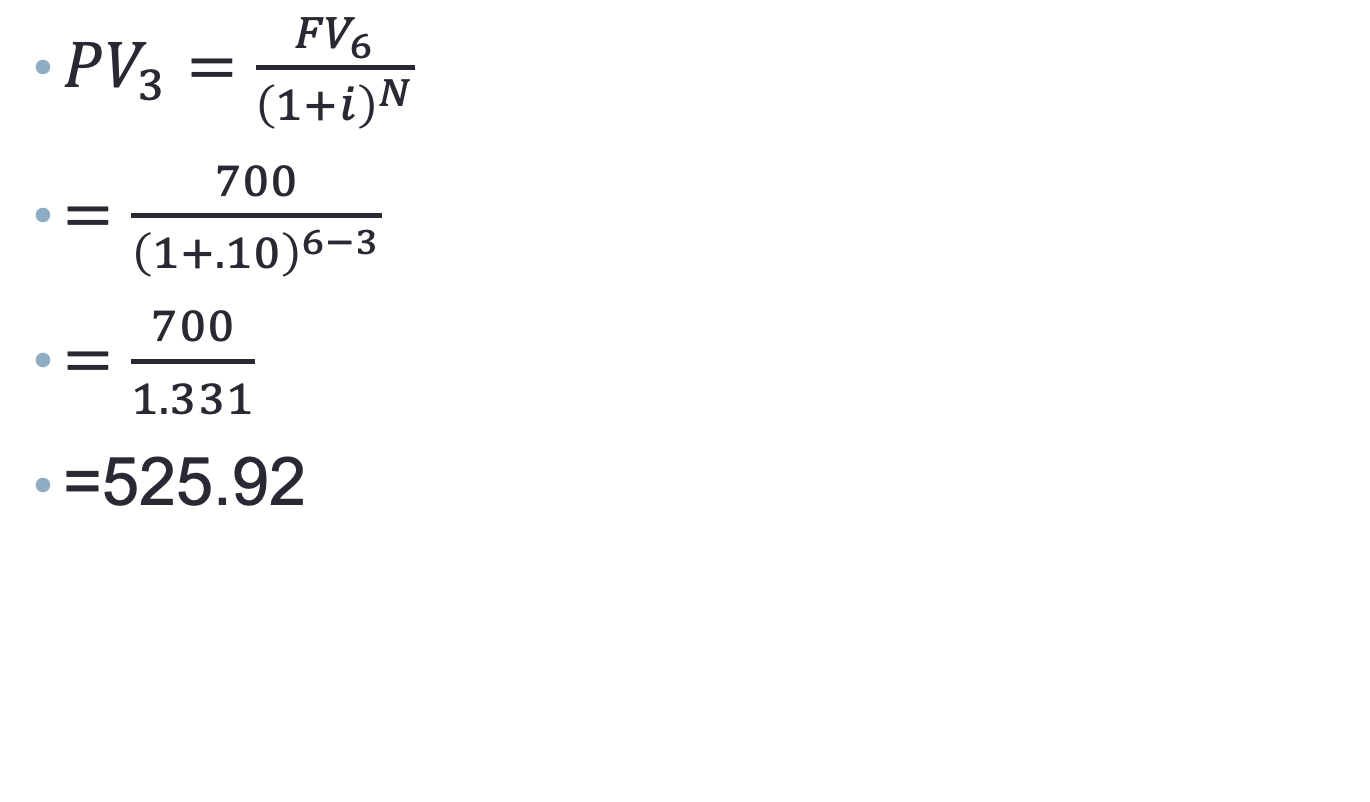 • PV₃ = FV₆ / (1+i)ᴺ
• = 700 / (1+.10)⁶⁻³
• = 700 / 1.331
• =525.92